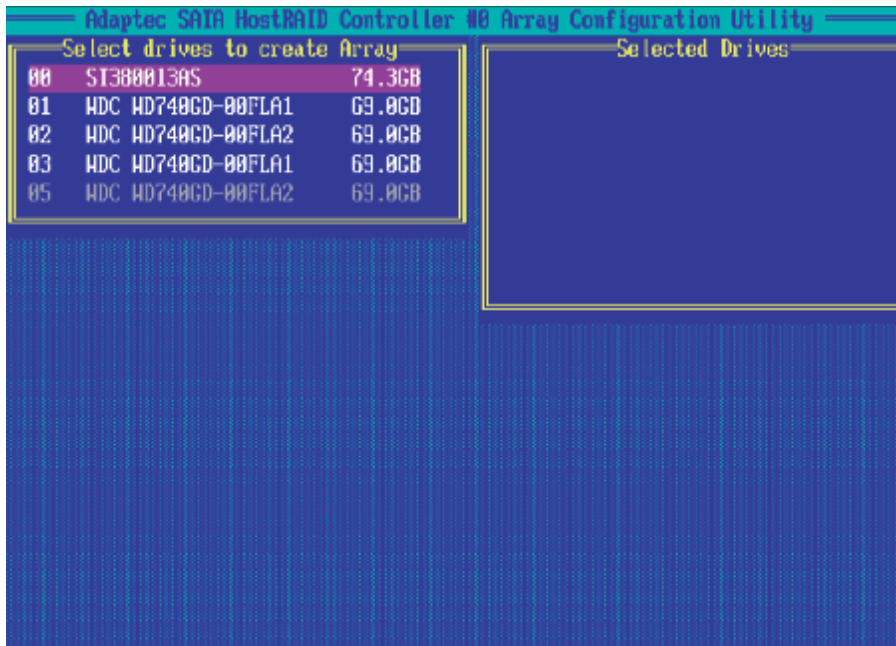 Adaptec SATA HostRAID Controller #0 Array Configuration Utility
Select drives to create Array
00 ST380013AS 74.3GB
01 WDC WD740GD-00FLA1 69.0GB
02 WDC WD740GD-00FLA2 69.0GB
03 WDC WD740GD-00FLA1 69.0GB
05 WDC WD740GD-00FLA2 69.0GB
Selected Drives